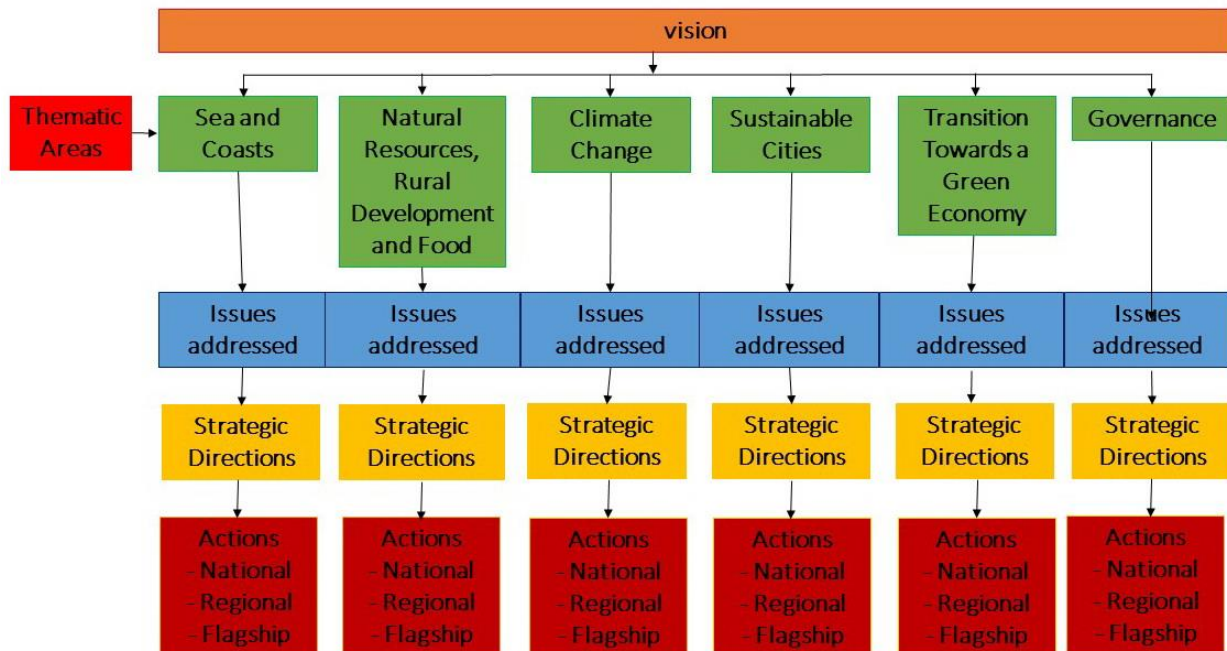 vision
Thematic
Areas
Sea and
Coasts
Natural
Resources,
Rural
Development
and Food
Climate
Change
Sustainable
Cities
Transition
Towards a
Green
Economy
Governance
Issues
addressed
Issues
addressed
Issues
addressed
Issues
addressed
Issues
addressed
Issues
addressed
Strategic
Directions
Strategic
Directions
Strategic
Directions
Strategic
Directions
Strategic
Directions
Strategic
Directions
Actions
- National
- Regional
- Flagship
Actions
- National
- Regional
- Flagship
Actions
- National
- Regional
- Flagship
Actions
- National
- Regional
- Flagship
Actions
- National
- Regional
- Flagship
Actions
- National
- Regional
- Flagship